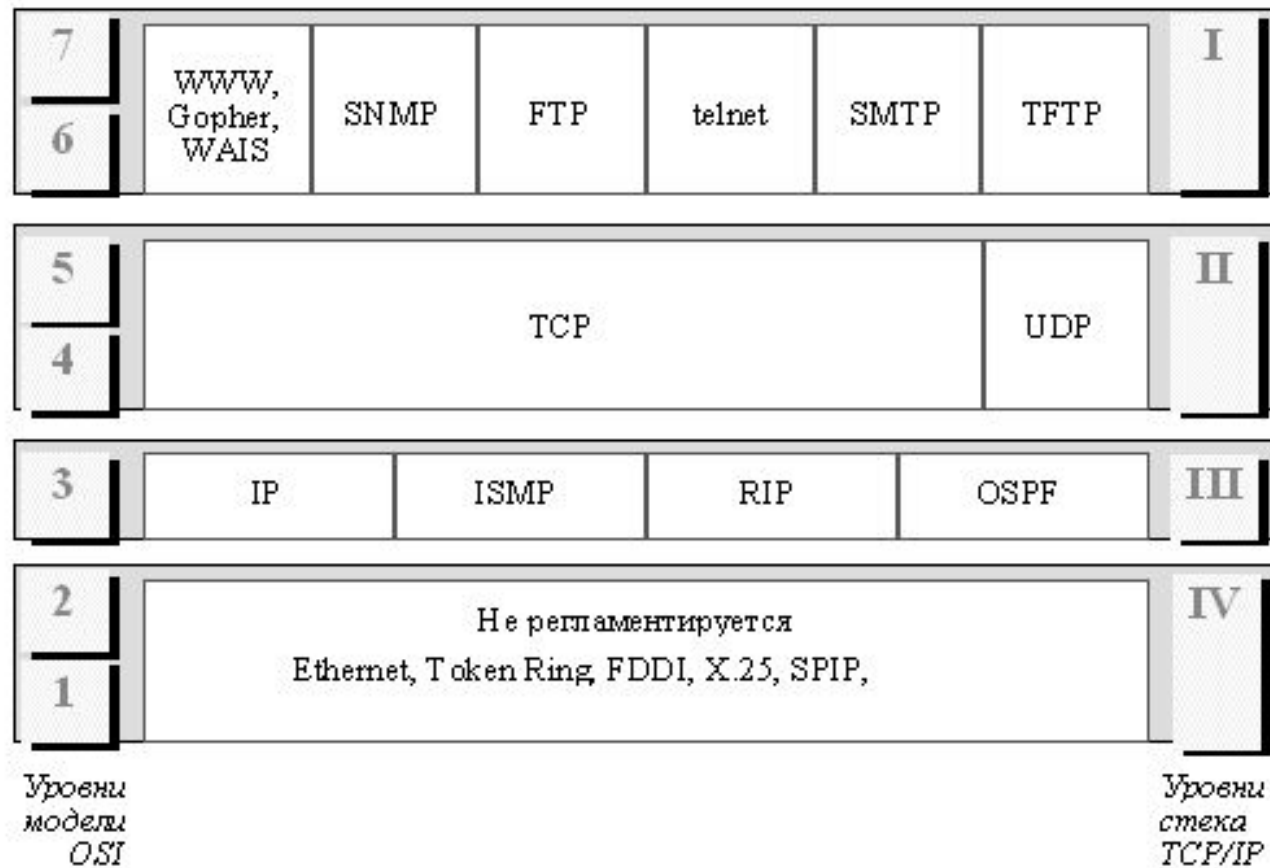 7
6
WWW,
Gopher,
WAIS
SNMP
FTP
telnet
SMTP
TFTP
I
5
4
TCP
UDP
II
3
IP
ISMP
RIP
OSPF
III
2
1
Не регламентируется
Ethernet, Token Ring, FDDI, X.25, SPIP,
IV
Уровни
модели
OSI
Уровни
стека
TCP/IP